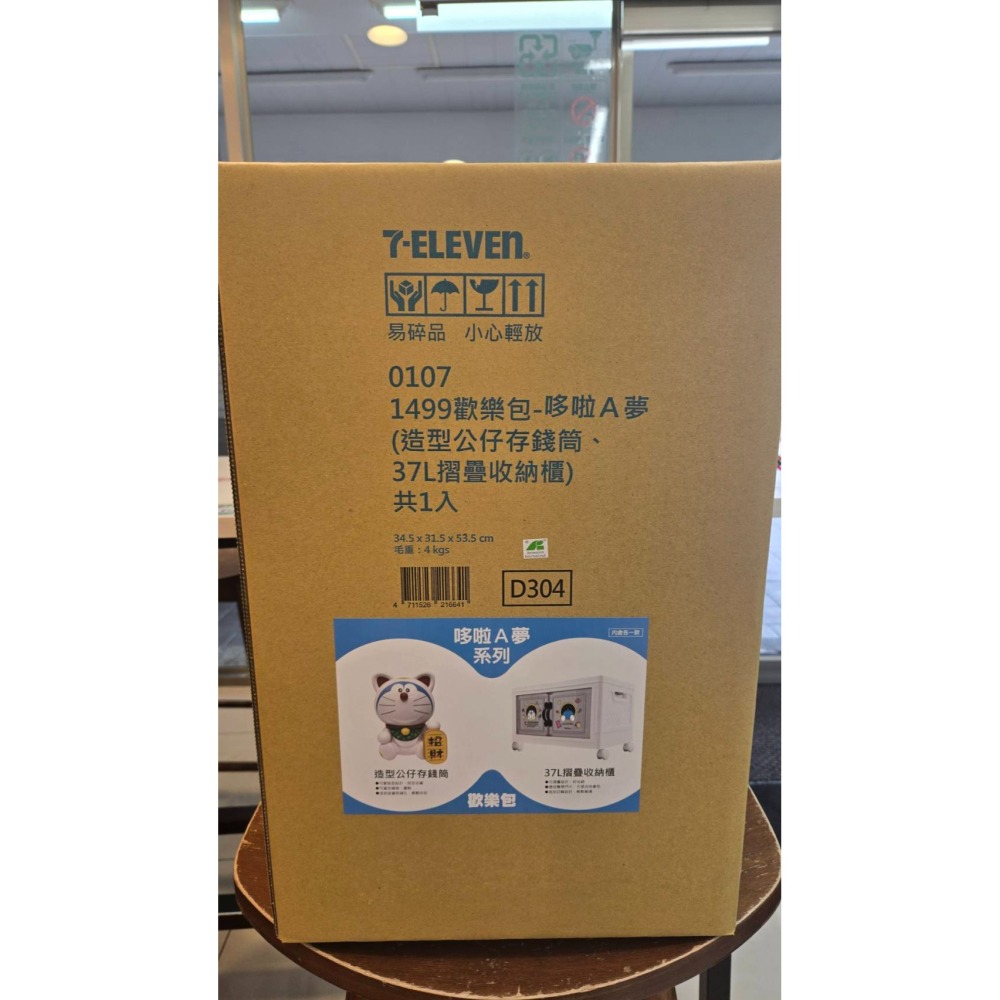 7-ELEVEn®
易碎品 小心輕放
0107
1499歡樂包-哆啦A夢
(造型公仔存錢筒、
37L摺疊收納櫃)
共1入
34.5 x 31.5 x 53.5 cm
毛重：4 kgs
4 711526 216641
D304
哆啦A夢
系列
招財
造型公仔存錢筒
37L摺疊收納櫃
歡樂包